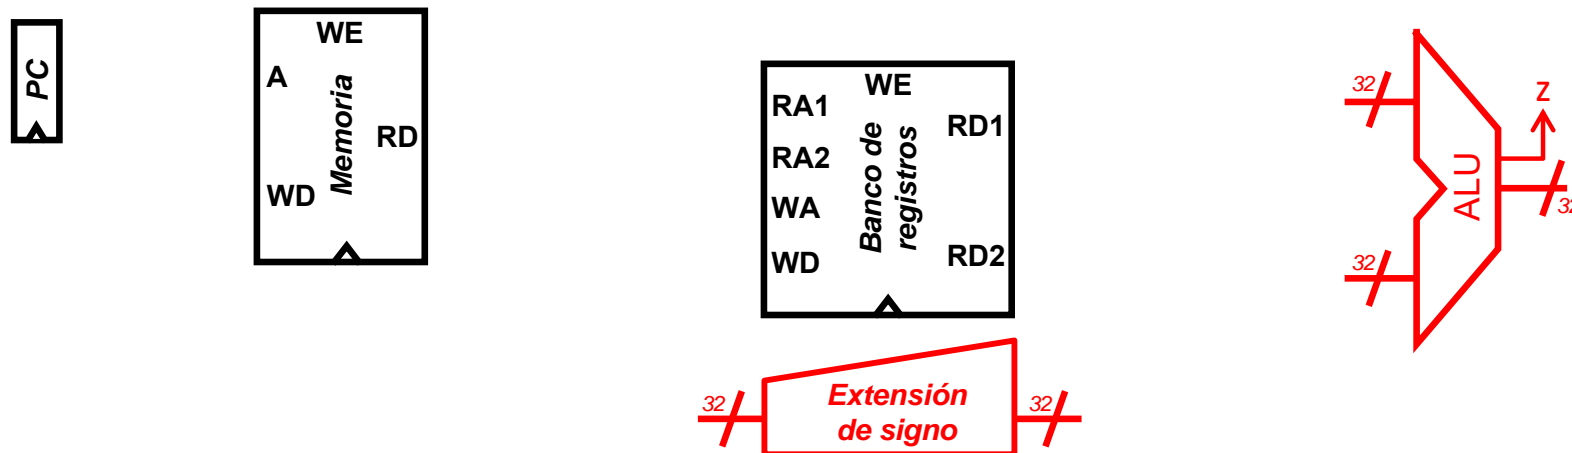 PC
WE
A
Memoria
RD
WD
WE
RA1
RD1
RA2
Banco de
registros
WA
WD
RD2
32
Extensión
de signo
32
32
Z
ALU
32
32